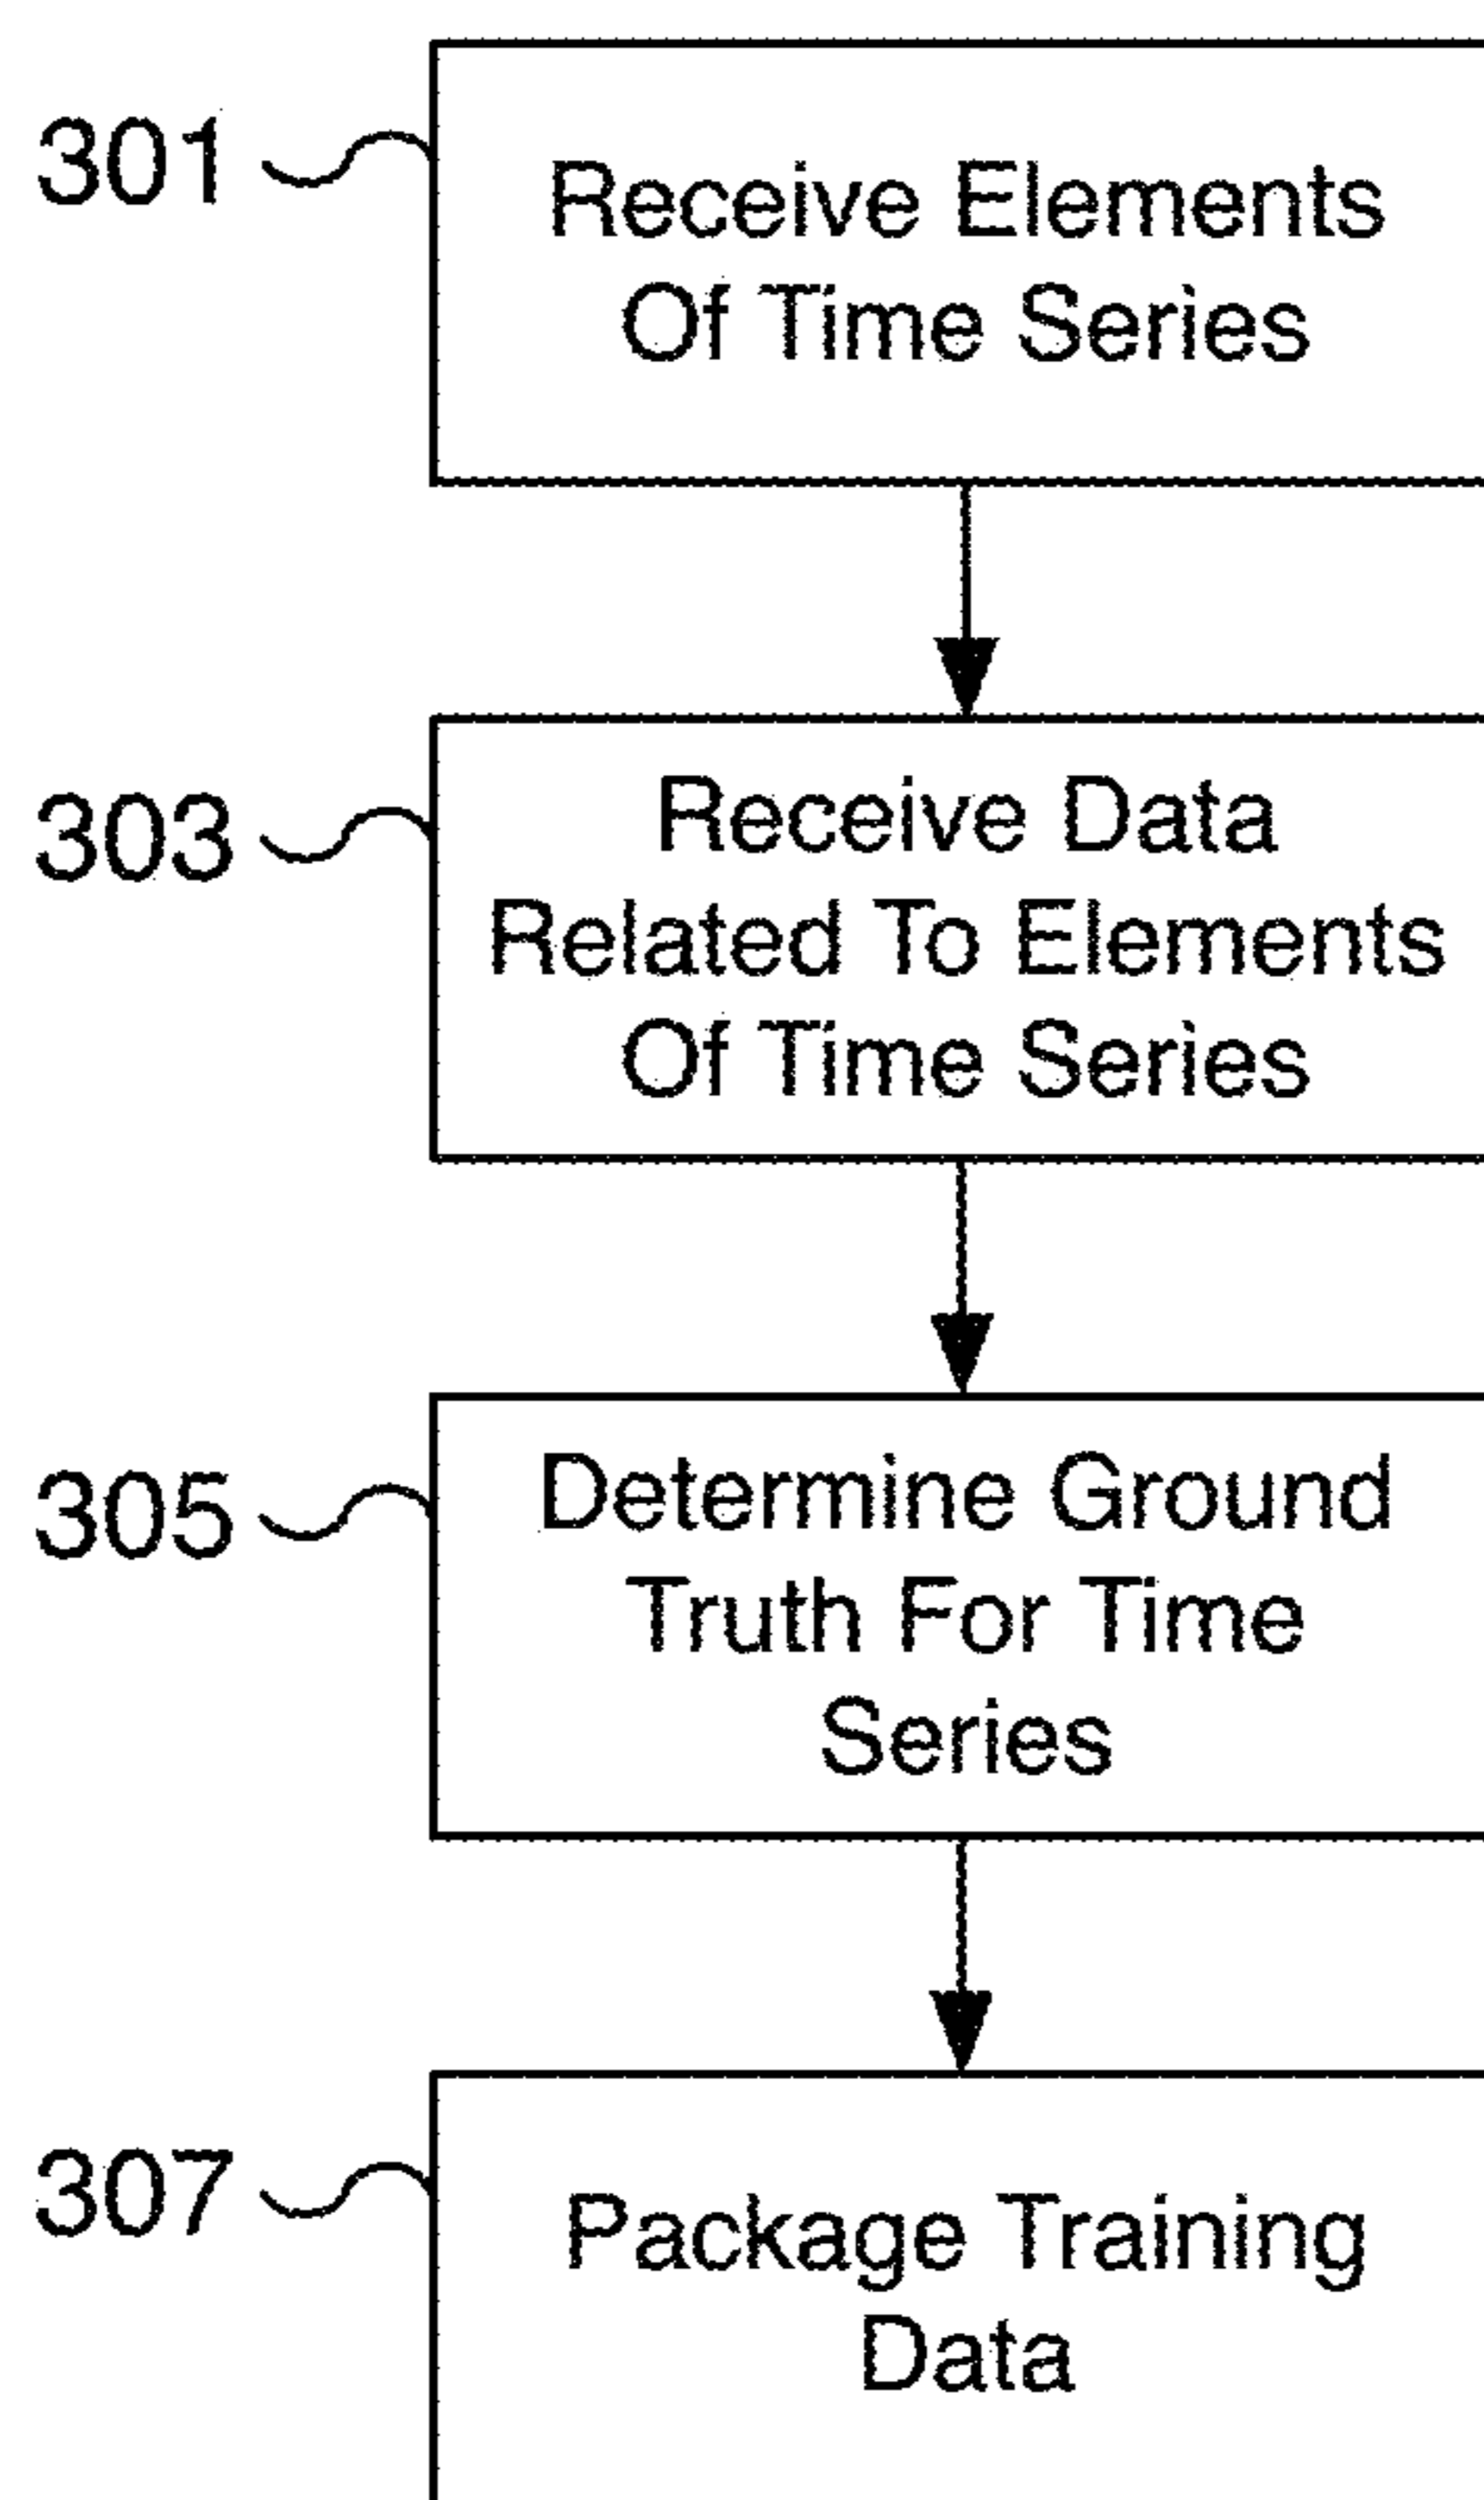 301
Receive Elements
Of Time Series
303
Receive Data
Related To Elements
Of Time Series
305
Determine Ground
Truth For Time
Series
307
Package Training
Data